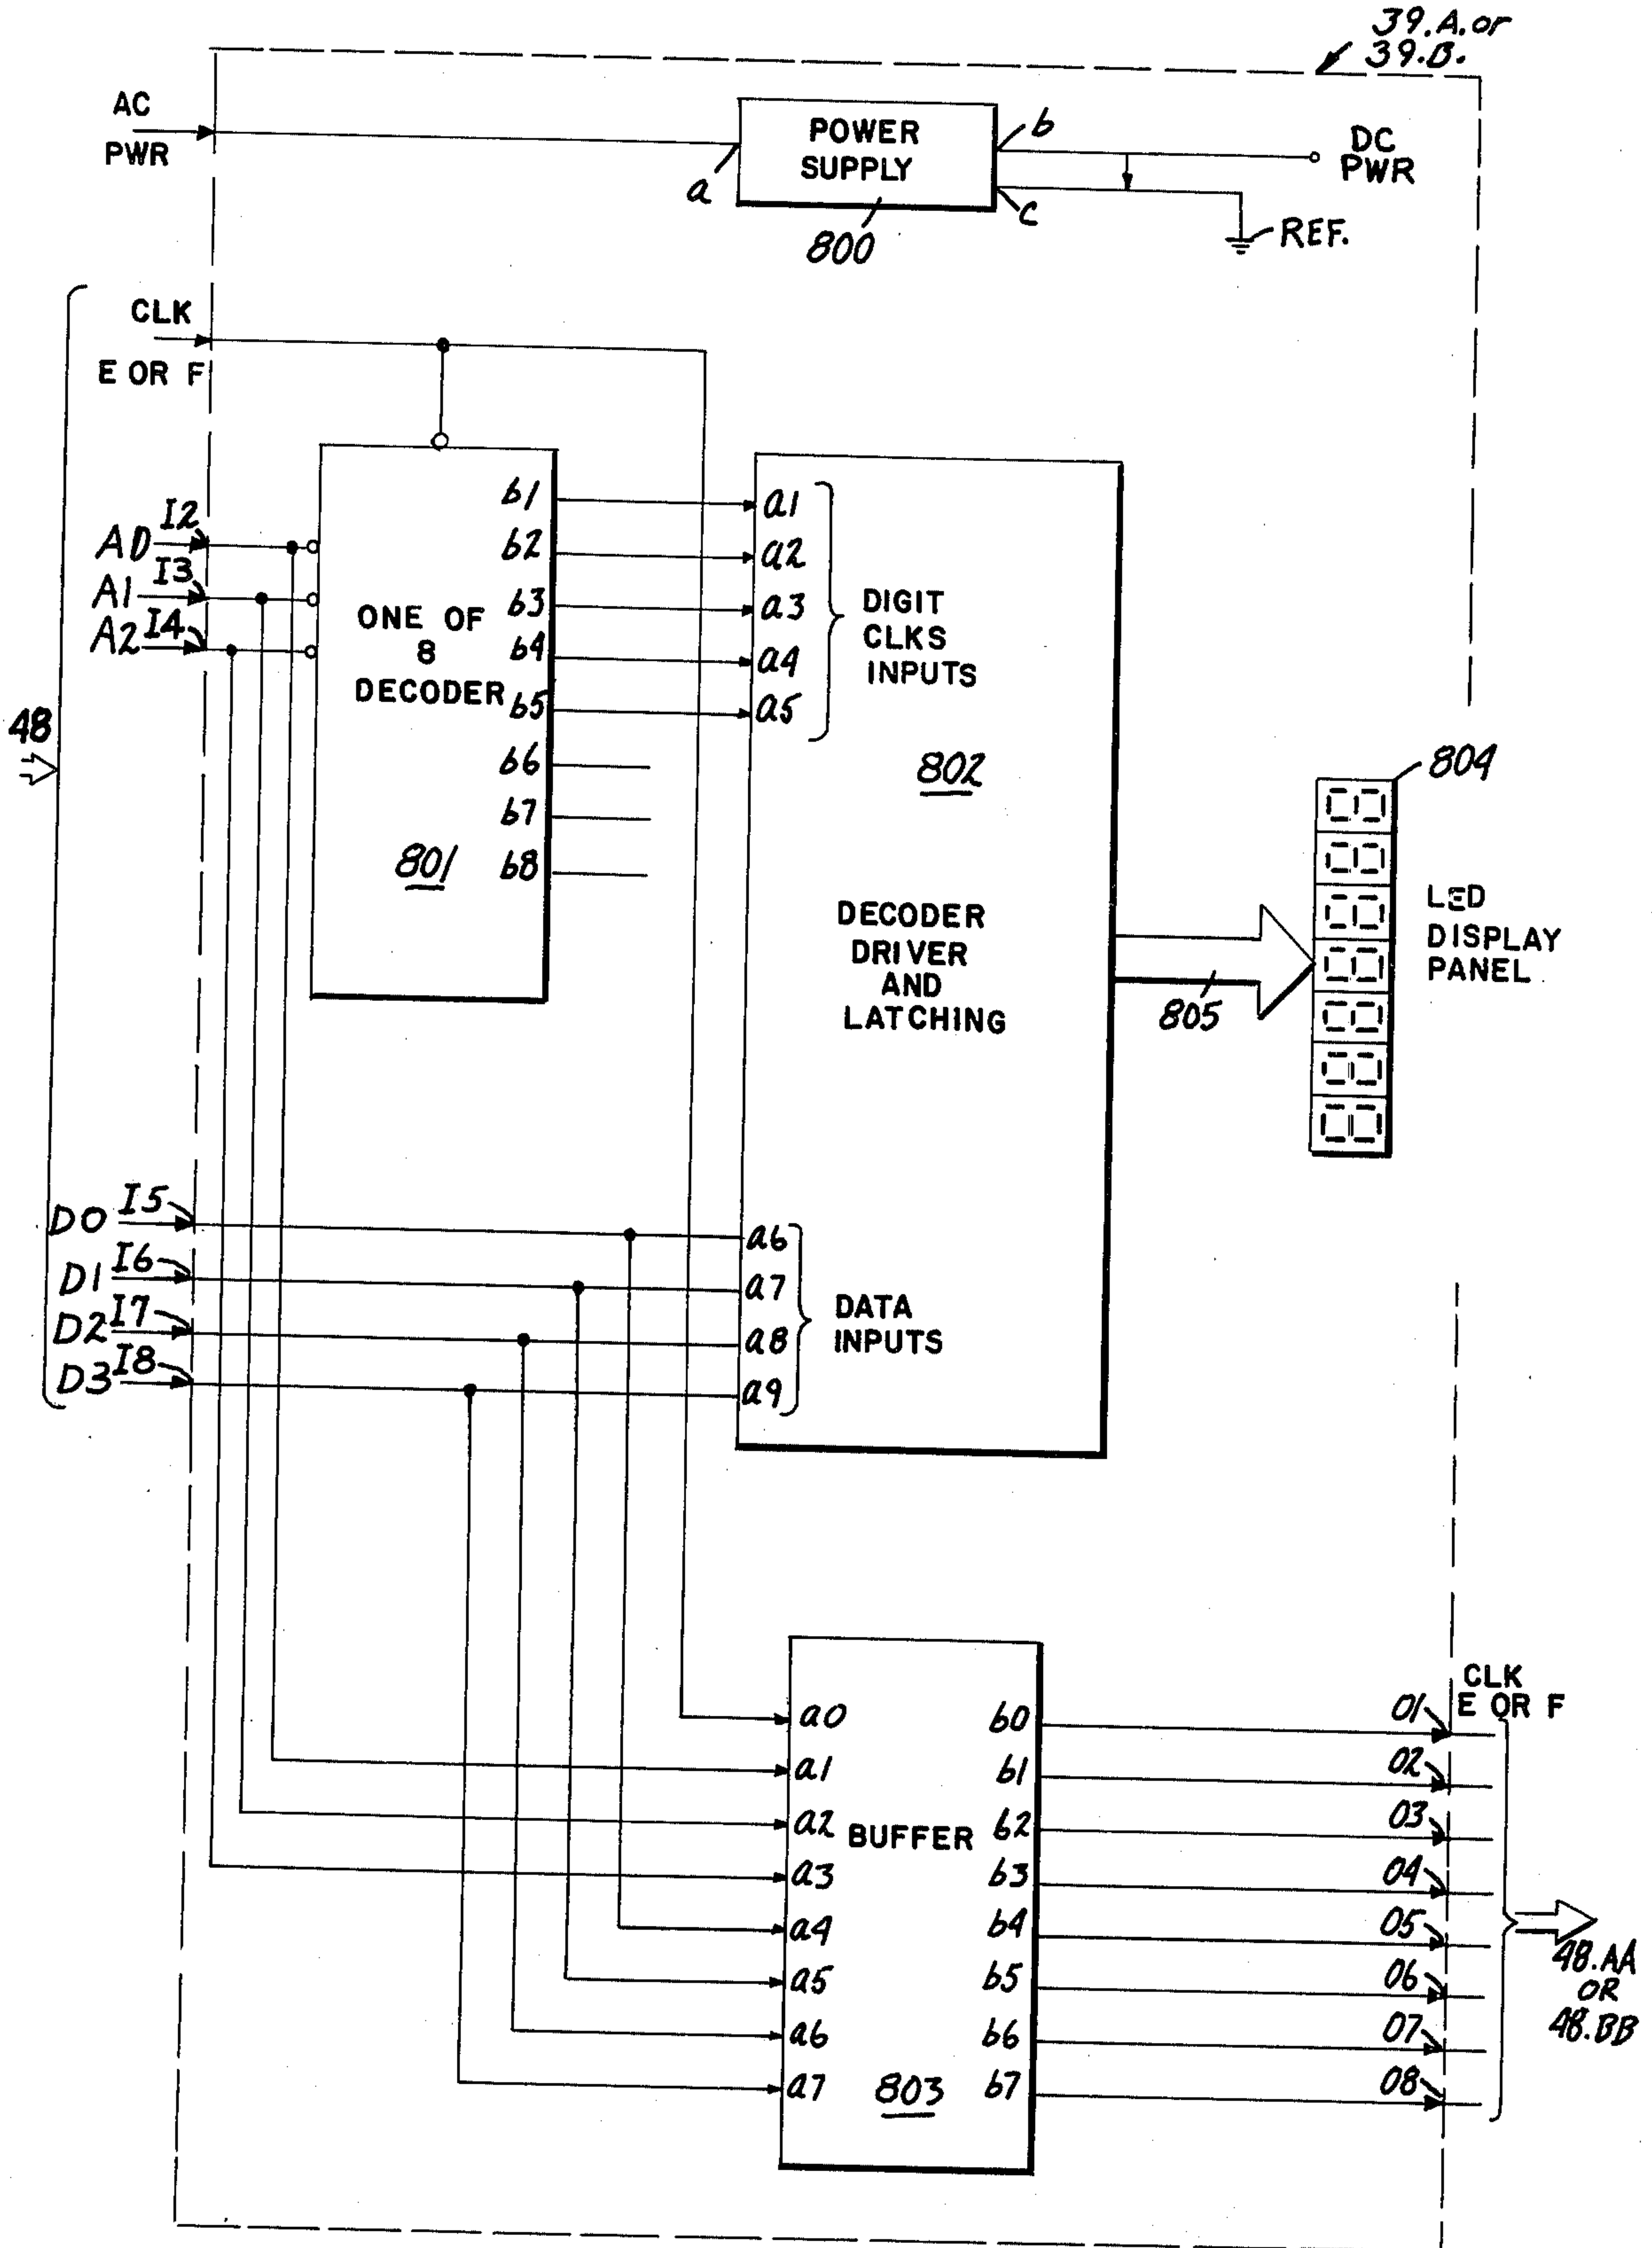 39.A. or
39.B.
AC
PWR
POWER
SUPPLY
a
b
c
800
DC
PWR
REF.
CLK
E OR F
48
A0 I2
A1 I3
A2 I4
ONE OF
8
DECODER
801
b1
b2
b3
b4
b5
b6
b7
b8
a1
a2
a3
a4
a5
DIGIT
CLKS
INPUTS
802
DECODER
DRIVER
AND
LATCHING
805
804
LED
DISPLAY
PANEL
D0 I5
D1 I6
D2 I7
D3 I8
a6
a7
a8
a9
DATA
INPUTS
a0
a1
a2
a3
a4
a5
a6
a7
BUFFER
803
b0
b1
b2
b3
b4
b5
b6
b7
CLK
E OR F
01
02
03
04
05
06
07
08
48.AA
OR
48.BB